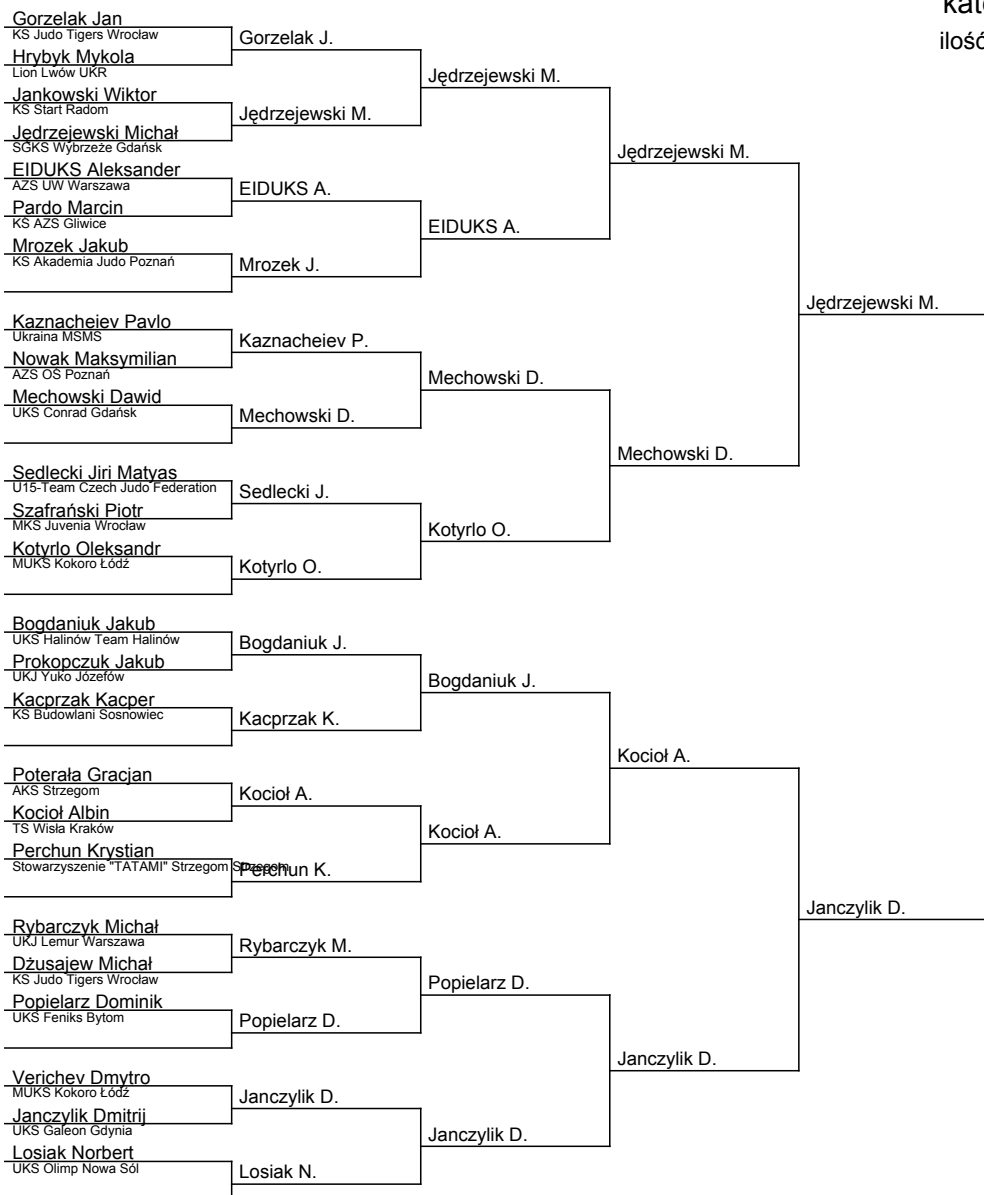 kate
ilość
Gorzelak Jan
KS Judo Tigers Wrocław
Hrybyk Mykola
Lion Lwów UKR
Jankowski Wiktor
KS Start Radom
Jędrzejewski Michał
SGKS Wybrzeże Gdańsk
EIDUKS Aleksander
AZS UW Warszawa
Pardo Marcin
KS AZS Gliwice
Mrozek Jakub
KS Akademia Judo Poznań
Kaznacheiev Pavlo
Ukraina MSMS
Nowak Maksymilian
AZS OŚ Poznań
Mechowski Dawid
UKS Conrad Gdańsk
Sedlecki Jiri Matyas
U15-Team Czech Judo Federation
Szafrański Piotr
MKS Juvenia Wrocław
Kotyrlo Oleksandr
MUKS Kokoro Łódź
Bogdaniuk Jakub
UKS Halinów Team Halinów
Prokopczuk Jakub
UKJ Yuko Józefów
Kacprzak Kacper
KS Budowlani Sosnowiec
Poterała Gracjan
AKS Strzegom
Kocioł Albin
TS Wisła Kraków
Perchun Krystian
Stowarzyszenie "TATAMI" Strzegom Strzegom
Rybarczyk Michał
UKJ Lemur Warszawa
Dżusajew Michał
KS Judo Tigers Wrocław
Popielarz Dominik
UKS Feniks Bytom
Verichev Dmytro
MUKS Kokoro Łódź
Janczylik Dmitrij
UKS Galeon Gdynia
Losiak Norbert
UKS Olimp Nowa Sól
Gorzelak J.
Jędrzejewski M.
EIDUKS A.
Mrozek J.
Kaznacheiev P.
Mechowski D.
Sedlecki J.
Kotyrlo O.
Bogdaniuk J.
Kacprzak K.
Kocioł A.
Perchun K.
Rybarczyk M.
Popielarz D.
Janczylik D.
Losiak N.
Jędrzejewski M.
EIDUKS A.
Mechowski D.
Kotyrlo O.
Bogdaniuk J.
Kocioł A.
Popielarz D.
Janczylik D.
Jędrzejewski M.
Mechowski D.
Kocioł A.
Janczylik D.
Jędrzejewski M.
Janczylik D.